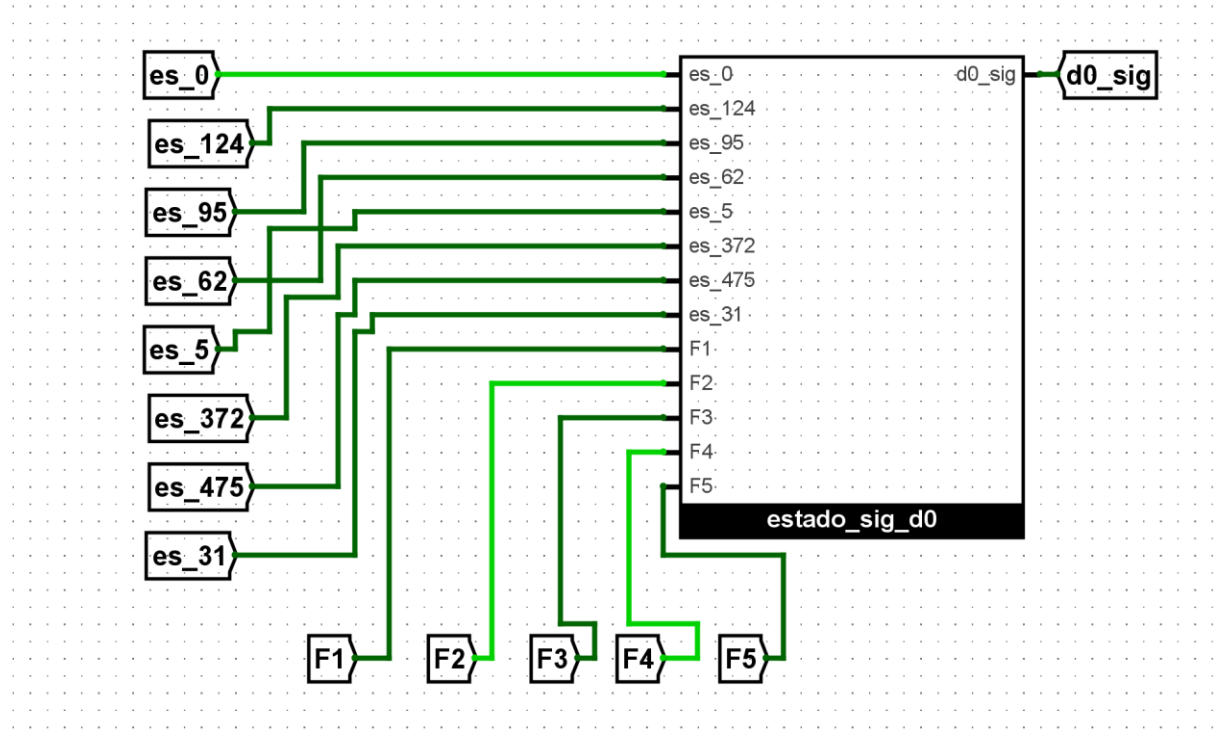 es_0
es_124
es_95
es_62
es_5
es_372
es_475
es_31
F1
F2
F3
F4
F5
es_0
es_124
es_95
es_62
es_5
es_372
es_475
es_31
F1
F2
F3
F4
F5
d0_sig
estado_sig_d0
d0_sig